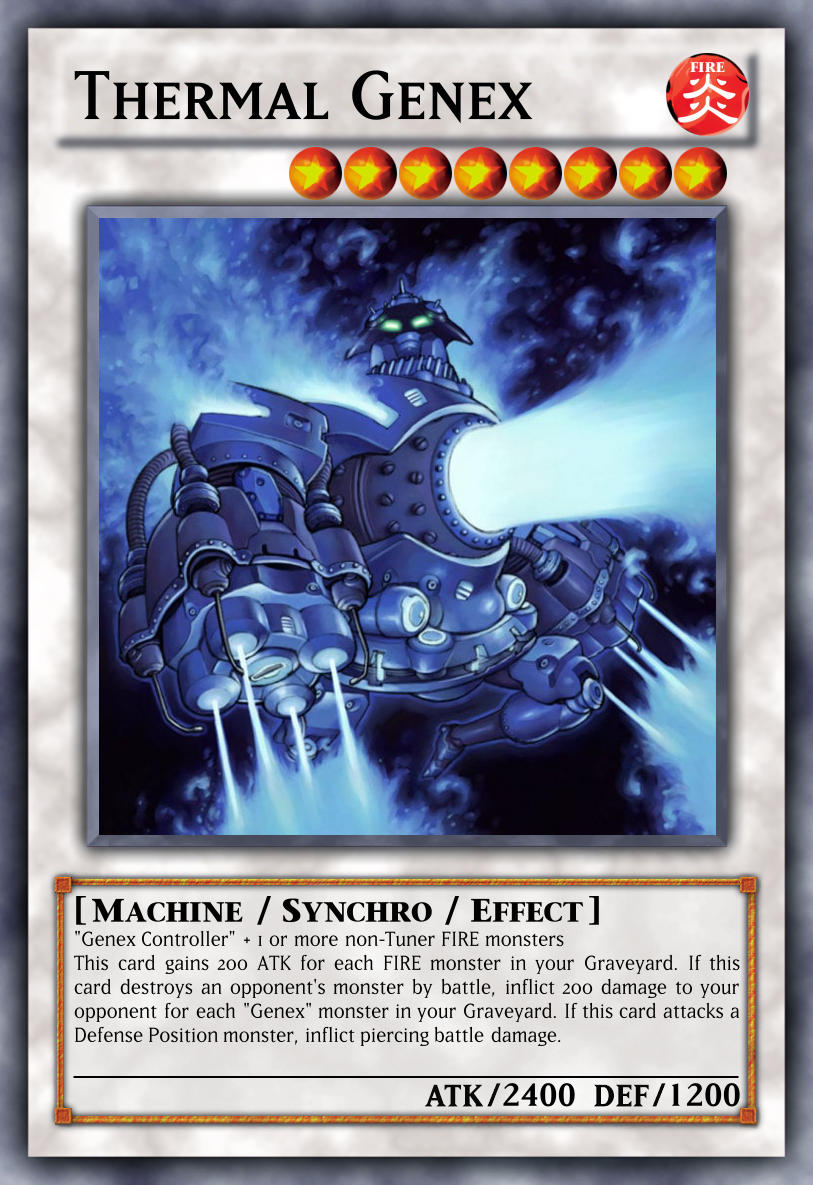 Thermal Genex
FIRE
炎
[ Machine / Synchro / Effect ]
"Genex Controller" + 1 or more non-Tuner FIRE monsters
This card gains 200 ATK for each FIRE monster in your Graveyard. If this
card destroys an opponent's monster by battle, inflict 200 damage to your
opponent for each "Genex" monster in your Graveyard. If this card attacks a
Defense Position monster, inflict piercing battle damage.
ATK/2400 DEF/1200